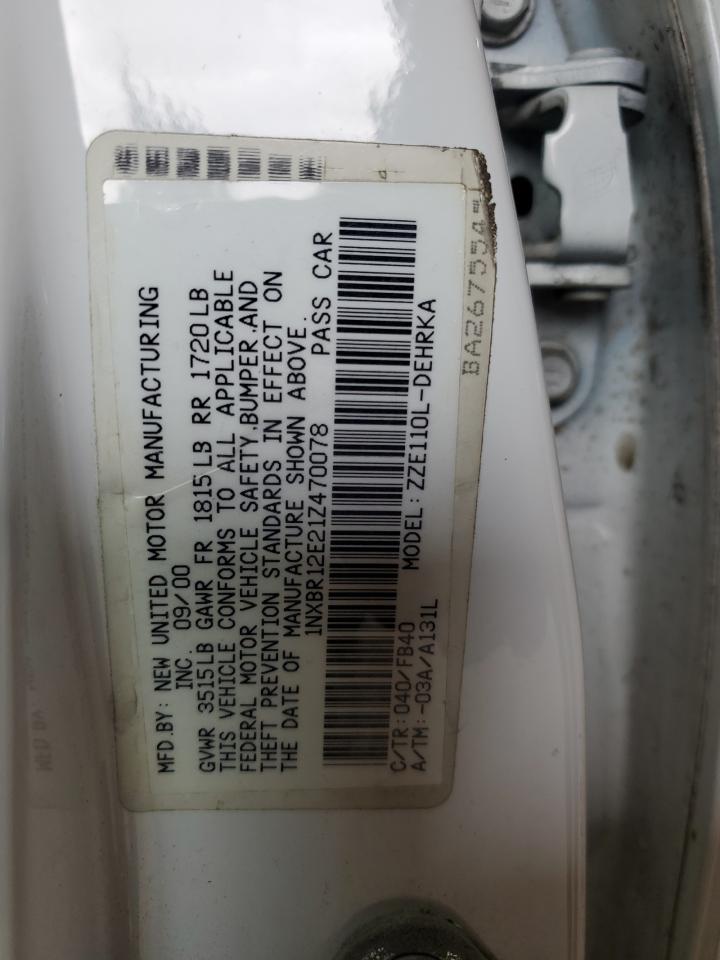 MFD.BY: NEW UNITED MOTOR MANUFACTURING
INC. 09/00
GVWR 3515LB GAWR FR 1815LB RR 1720LB
THIS VEHICLE CONFORMS TO ALL APPLICABLE
FEDERAL MOTOR VEHICLE SAFETY,BUMPER,AND
THEFT PREVENTION STANDARDS IN EFFECT ON
THE DATE OF MANUFACTURE SHOWN ABOVE.
1NXBR12E21Z470078 PASS CAR
C/TR:040/FB40 MODEL:ZZE110L-DEHRKA
A/TM:-03A/A131L